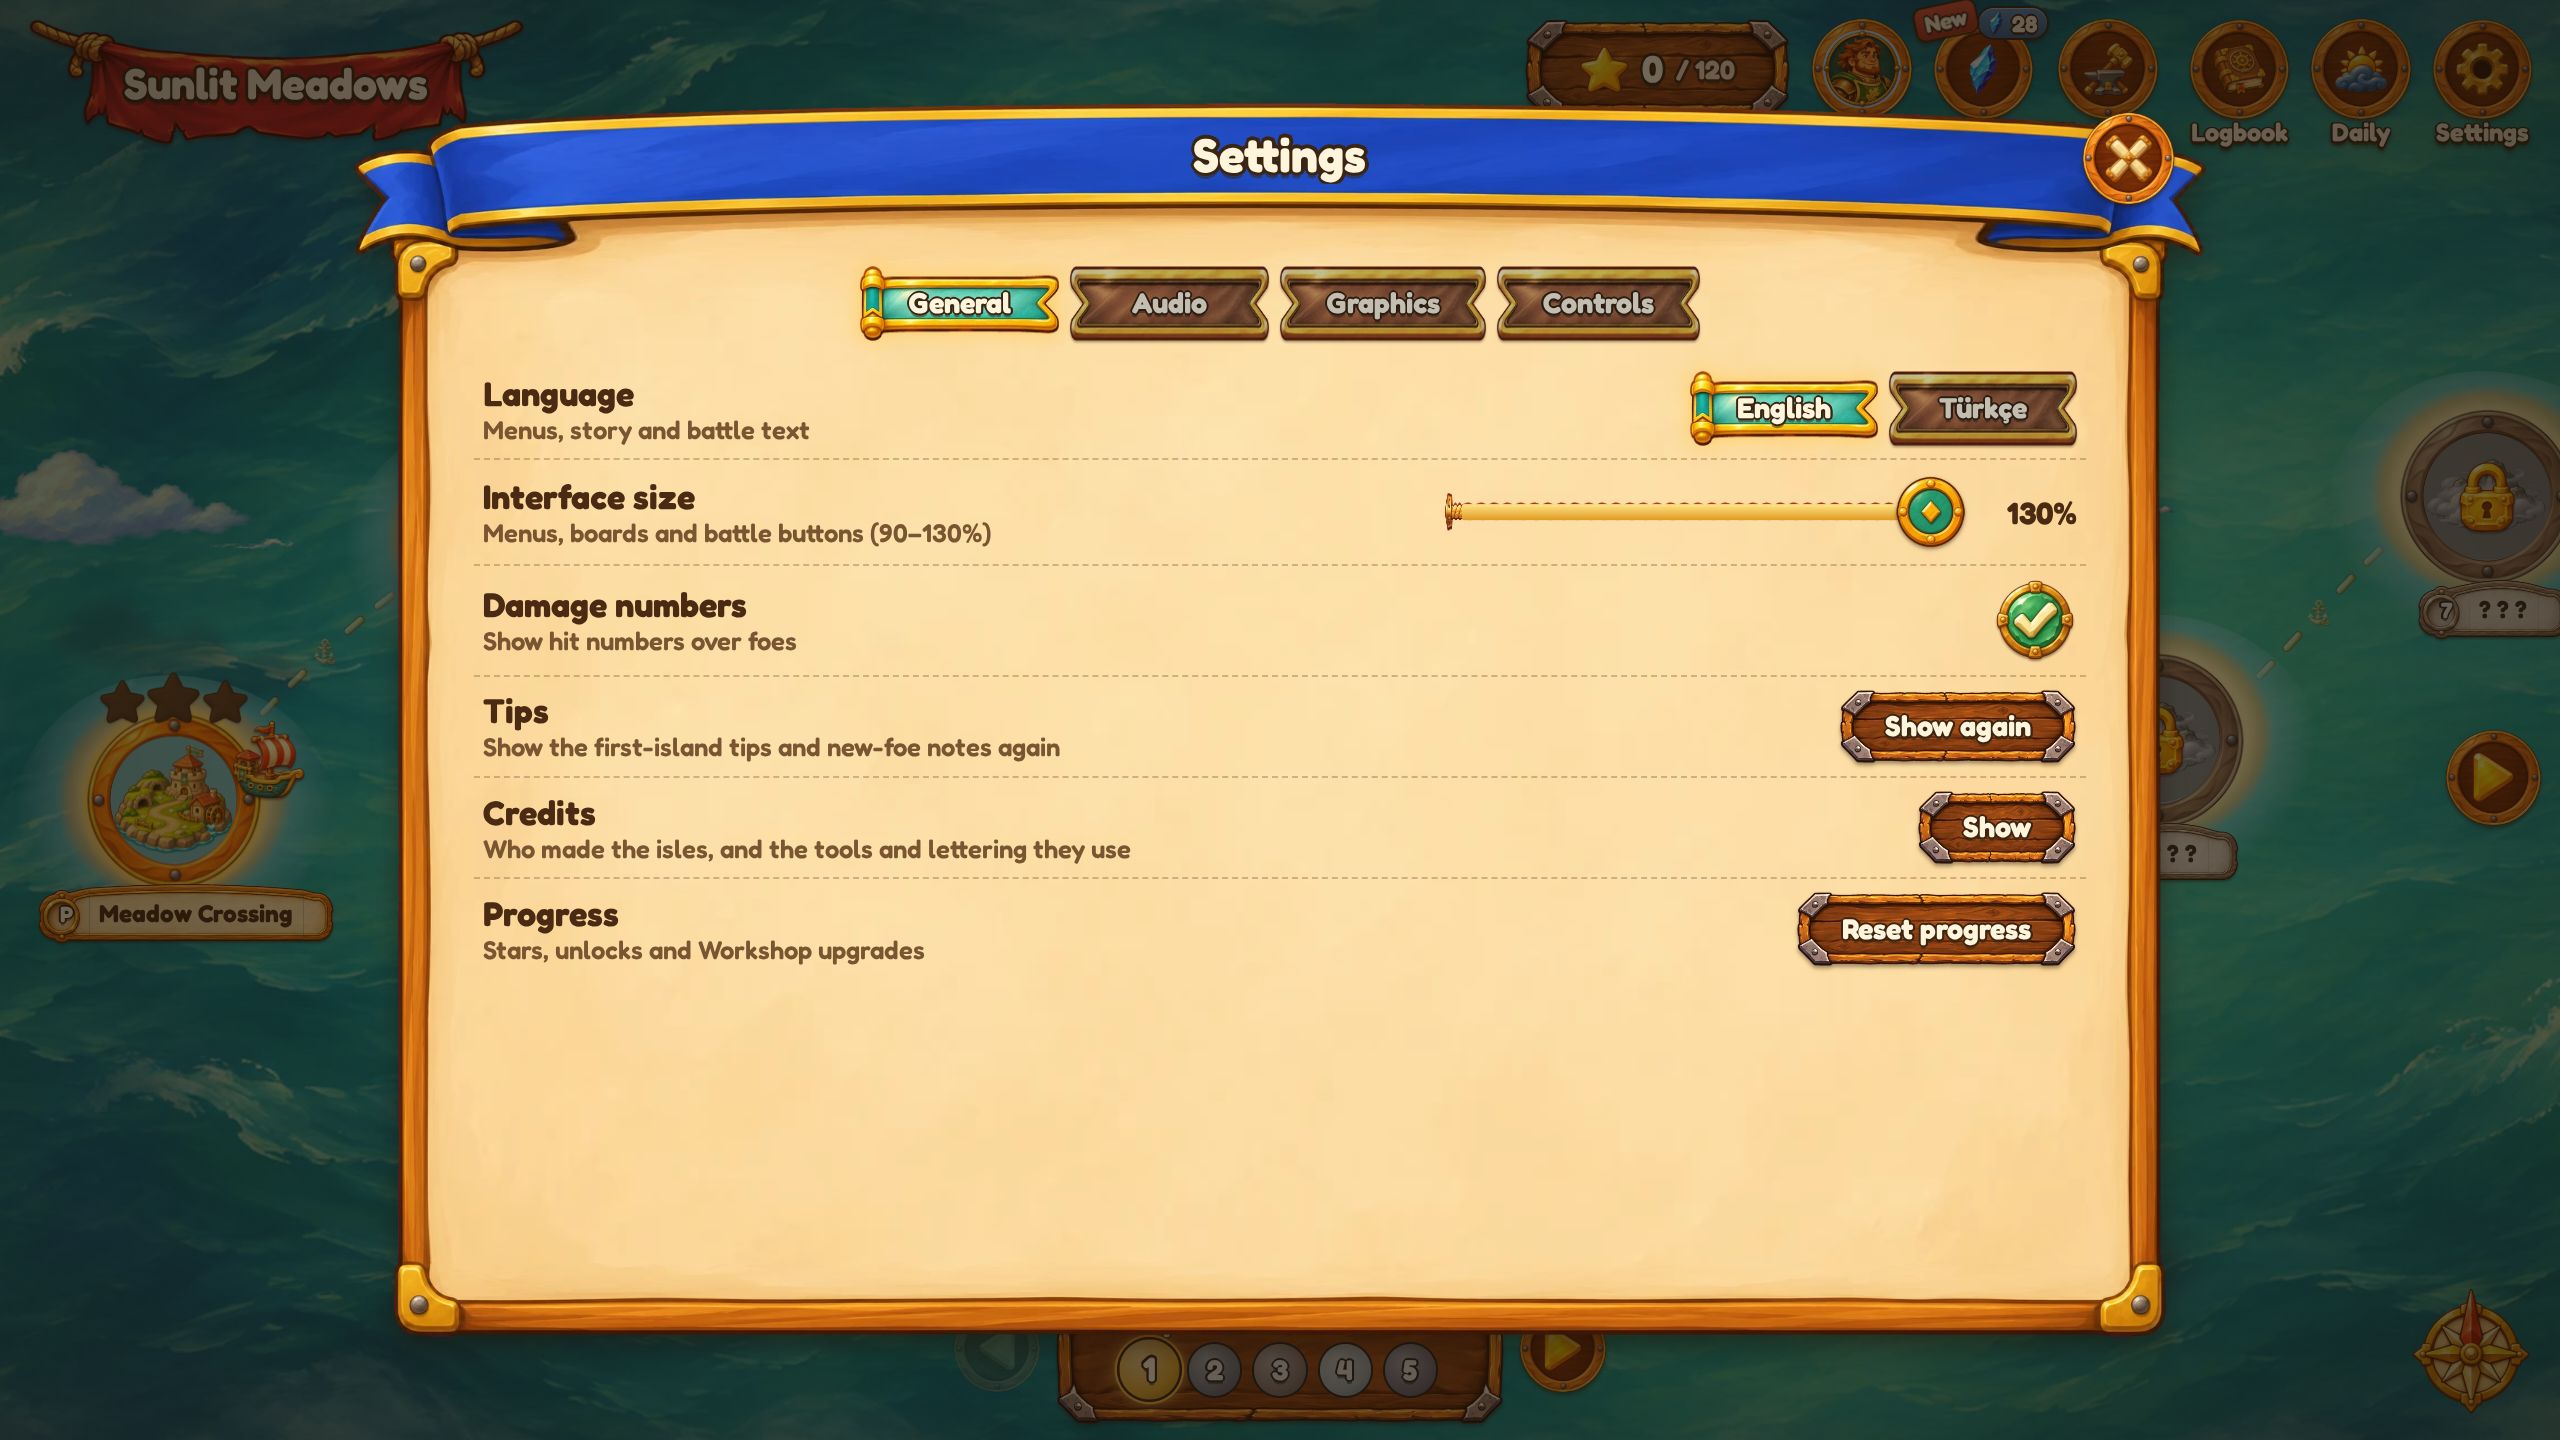 Sunlit Meadows
0 / 120
New
28
Logbook
Daily
Settings
Settings
General
Audio
Graphics
Controls
Language
Menus, story and battle text
English
Türkçe
Interface size
Menus, boards and battle buttons (90–130%)
130%
Damage numbers
Show hit numbers over foes
Tips
Show the first-island tips and new-foe notes again
Show again
Credits
Who made the isles, and the tools and lettering they use
Show
Progress
Stars, unlocks and Workshop upgrades
Reset progress
7 ???
??
P Meadow Crossing
1 2 3 4 5